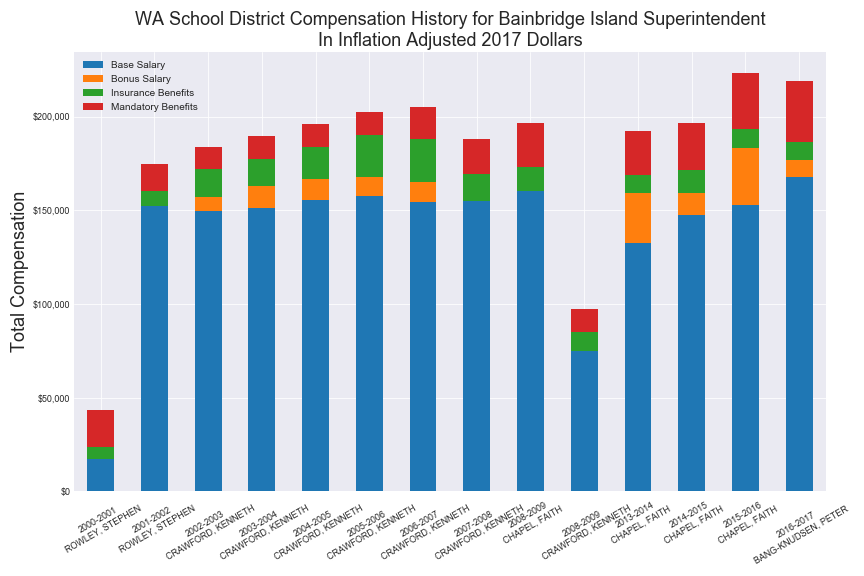 WA School District Compensation History for Bainbridge Island Superintendent
In Inflation Adjusted 2017 Dollars
Base Salary
Bonus Salary
Insurance Benefits
Mandatory Benefits
Total Compensation
$200,000
$150,000
$100,000
$50,000
$0
2000-2001
ROWLEY, STEPHEN
2001-2002
ROWLEY, STEPHEN
2002-2003
CRAWFORD, KENNETH
2003-2004
CRAWFORD, KENNETH
2004-2005
CRAWFORD, KENNETH
2005-2006
CRAWFORD, KENNETH
2006-2007
CRAWFORD, KENNETH
2007-2008
CRAWFORD, KENNETH
2008-2009
CHAPEL, FAITH
2008-2009
CRAWFORD, KENNETH
2013-2014
CHAPEL, FAITH
2014-2015
CHAPEL, FAITH
2015-2016
CHAPEL, FAITH
2016-2017
BANG-KNUDSEN, PETER